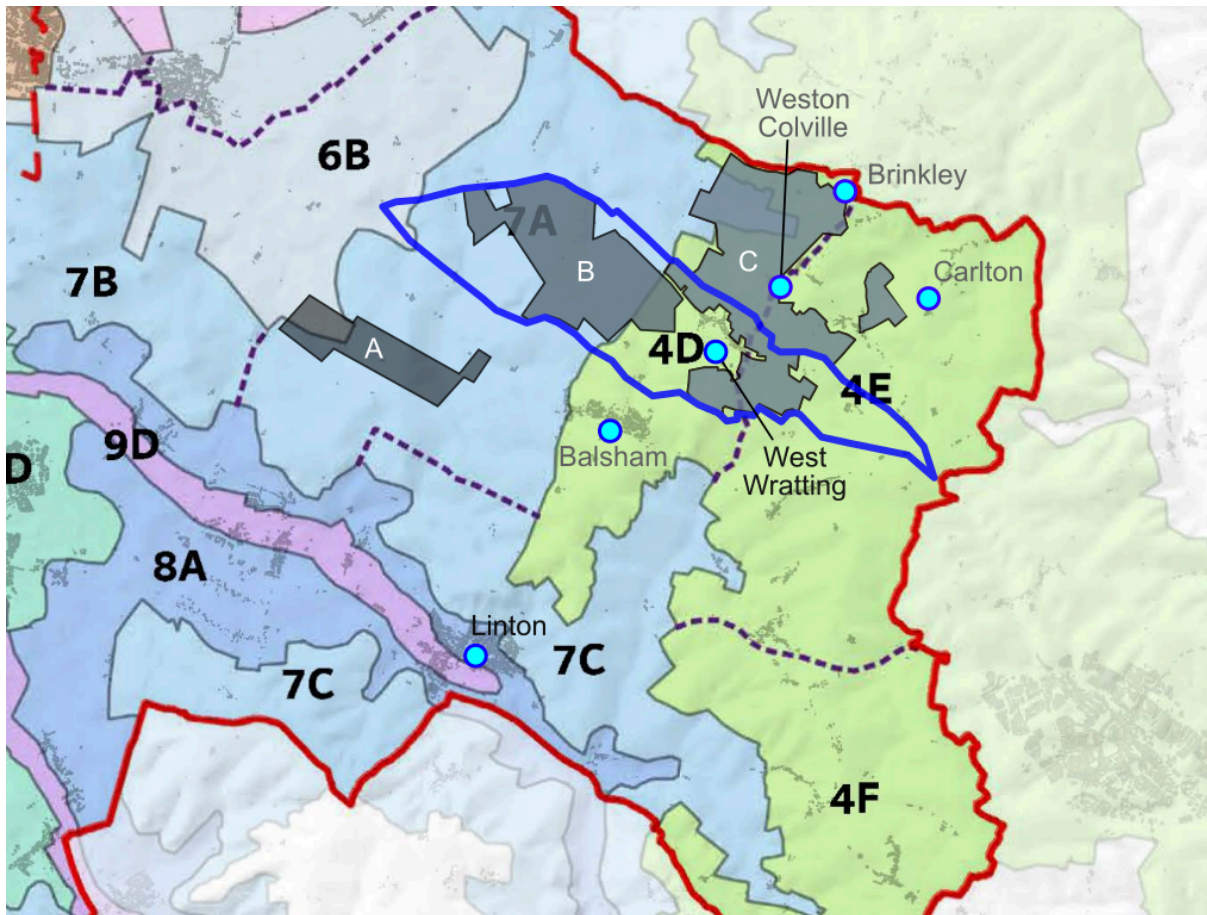 Weston
Colville
6B
Brinkley
7A
7B
B
C
Carlton
A
4D
4E
9D
D
Balsham
West
Wratting
8A
Linton
7C
7C
4F